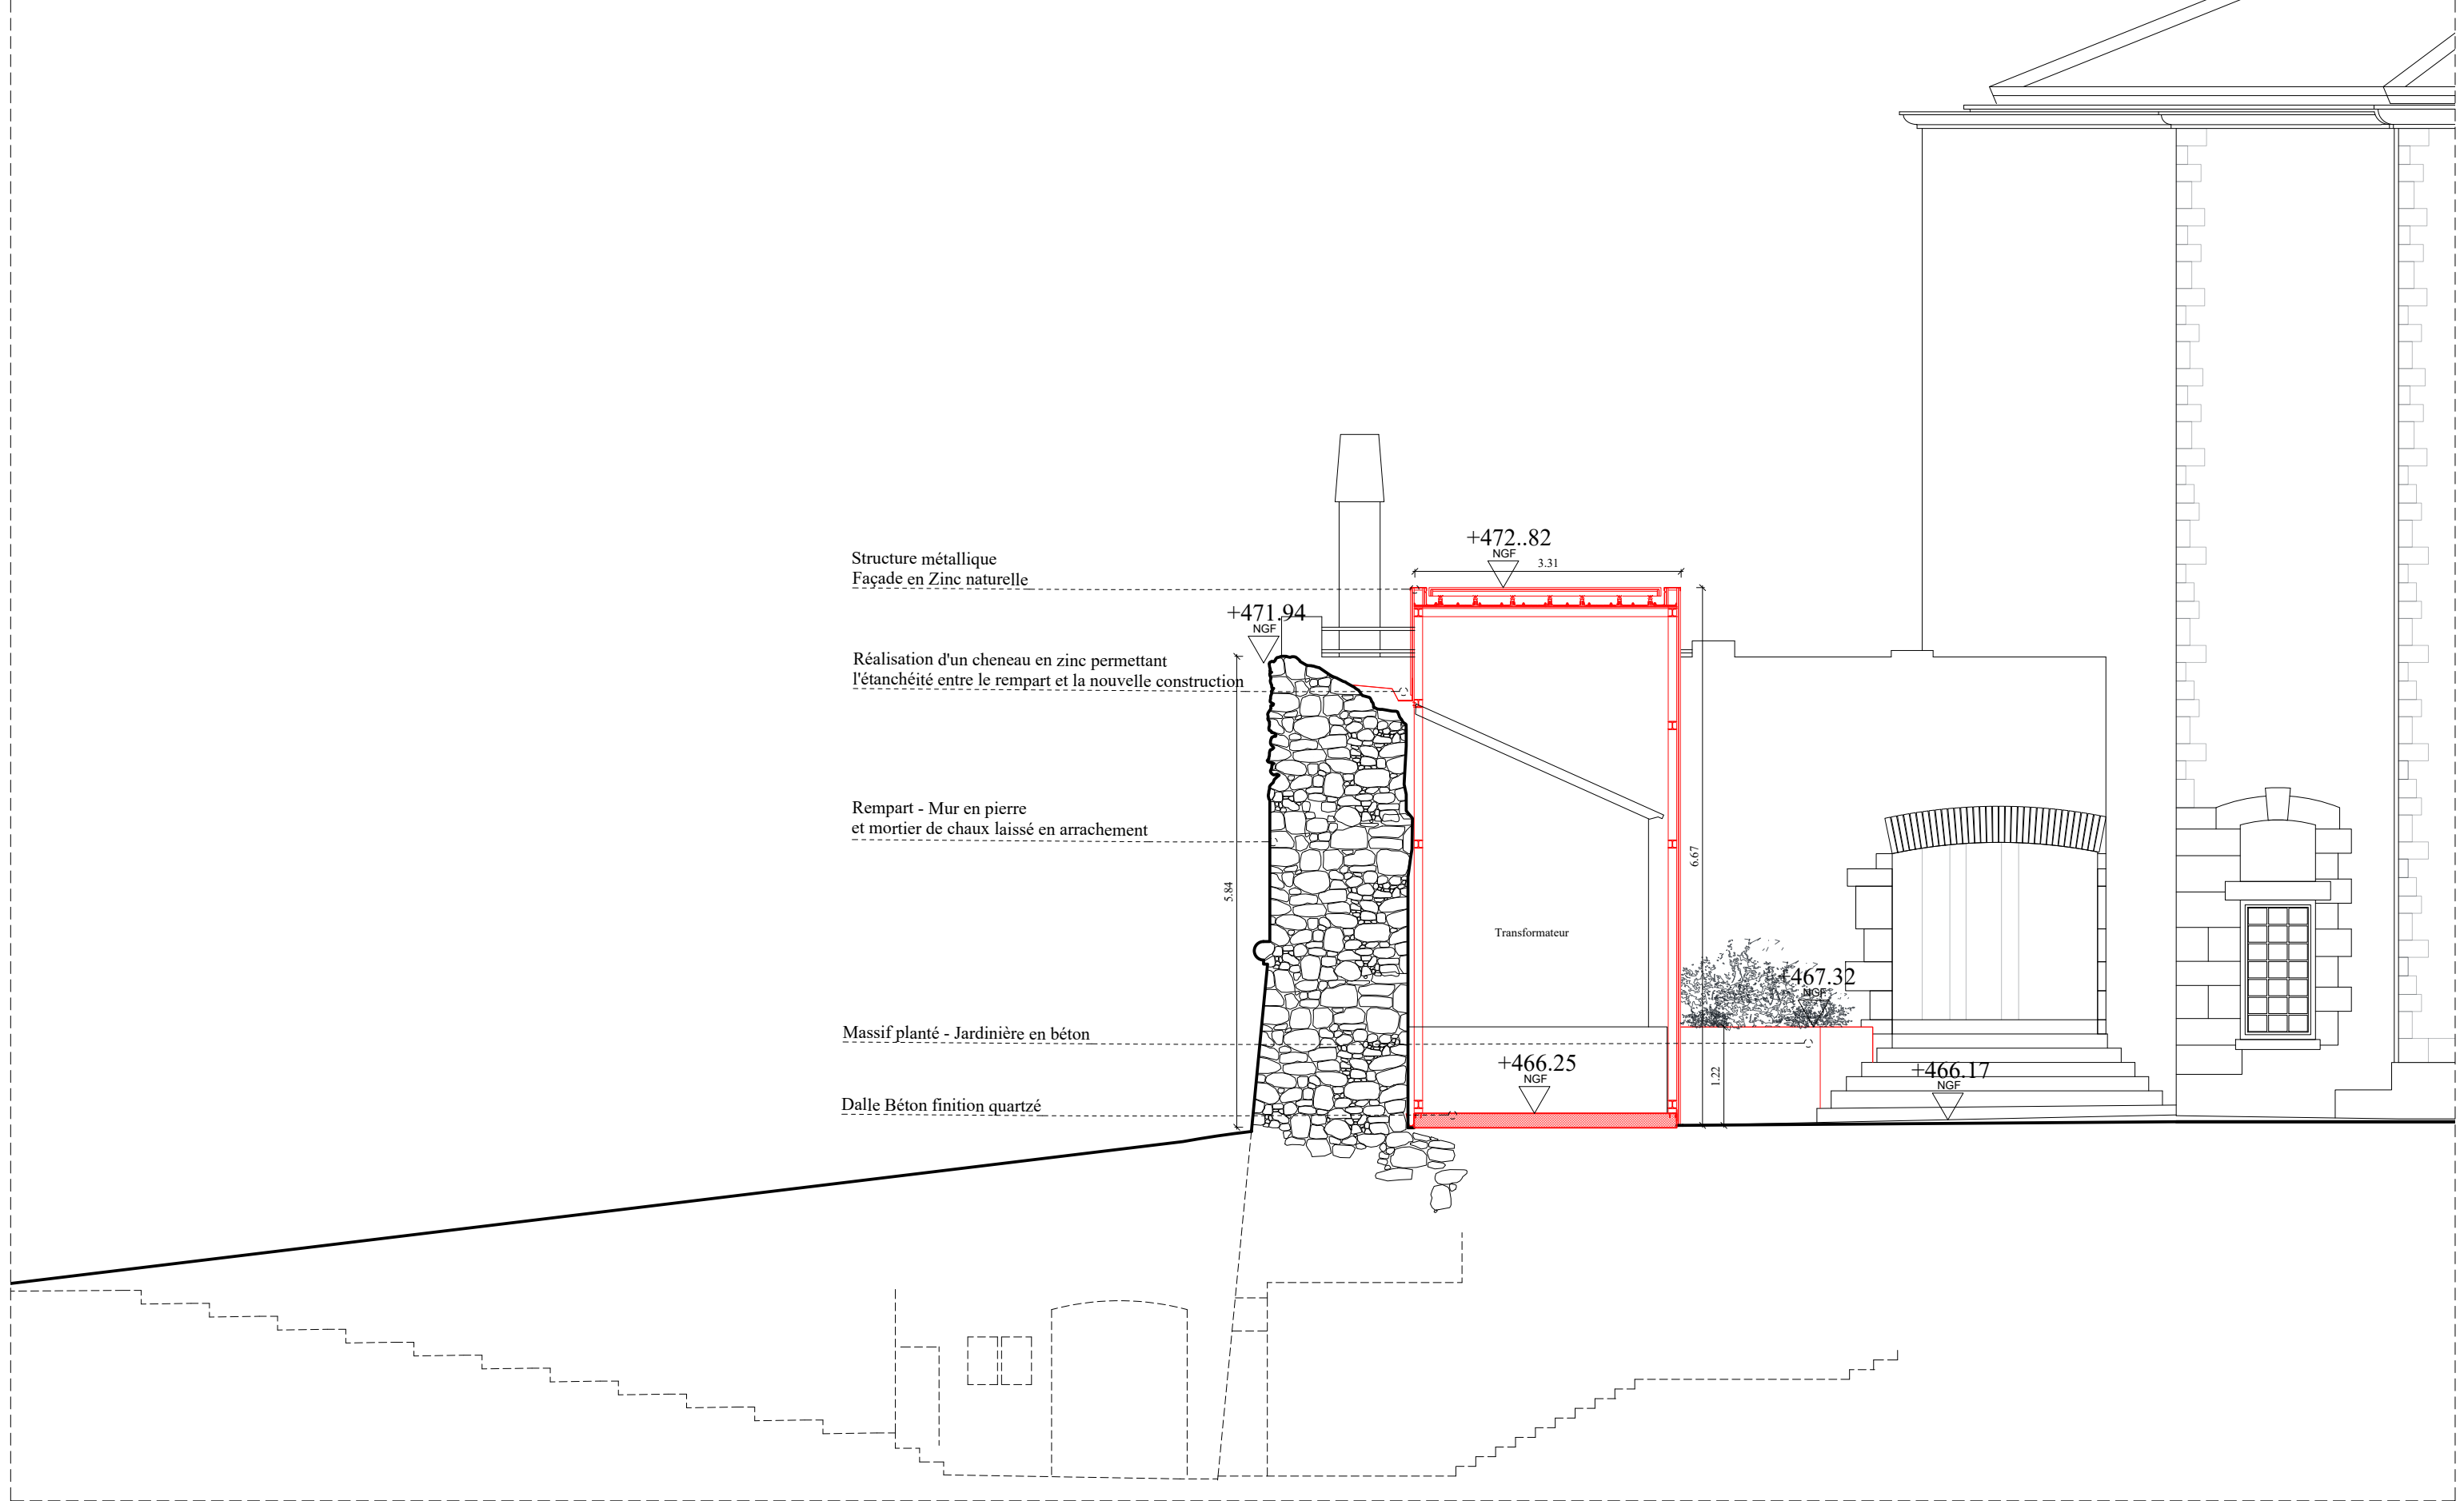 +472..82
NGF
3.31
Structure métallique
Façade en Zinc naturelle
+471.94
NGF
Réalisation d'un cheneau en zinc permettant
l'étanchéité entre le rempart et la nouvelle construction
Rempart - Mur en pierre
et mortier de chaux laissé en arrachement
6.67
5.84
Transformateur
+467.32
NGF
Massif planté - Jardinière en béton
+466.25
NGF
1.22
+466.17
NGF
Dalle Béton finition quartzé